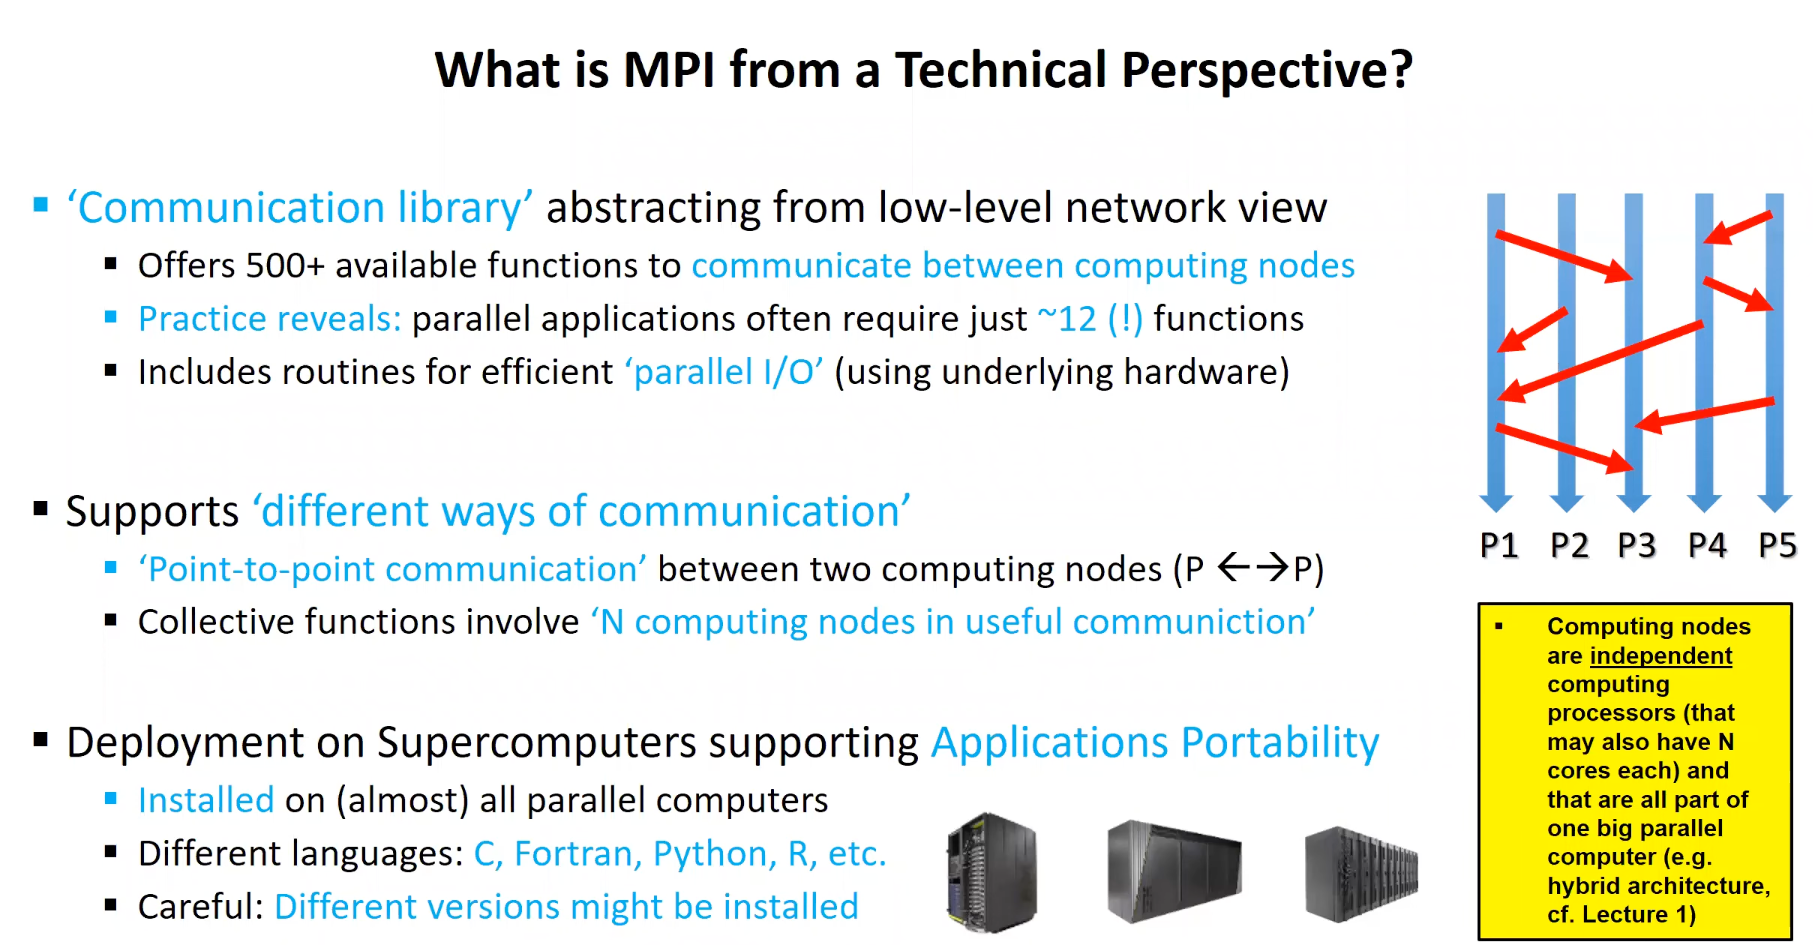 What is MPI from a Technical Perspective?
▪ ‘Communication library’ abstracting from low-level network view
▪ Offers 500+ available functions to communicate between computing nodes
▪ Practice reveals: parallel applications often require just ~12 (!) functions
▪ Includes routines for efficient ‘parallel I/O’ (using underlying hardware)
▪ Supports ‘different ways of communication’
▪ ‘Point-to-point communication’ between two computing nodes (P ←→P)
▪ Collective functions involve ‘N computing nodes in useful communiction’
▪ Deployment on Supercomputers supporting Applications Portability
▪ Installed on (almost) all parallel computers
▪ Different languages: C, Fortran, Python, R, etc.
▪ Careful: Different versions might be installed
P1 P2 P3 P4 P5
▪ Computing nodes
are independent
computing
processors (that
may also have N
cores each) and
that are all part of
one big parallel
computer (e.g.
hybrid architecture,
cf. Lecture 1)